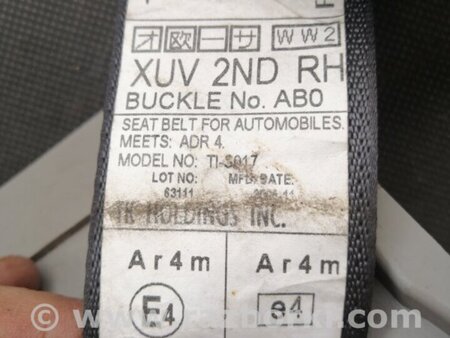 オ欧一サ WW2
XUV 2ND RH
BUCKLE No. AB0
SEAT BELT FOR AUTOMOBILES.
MEETS: ADR 4.
MODEL NO: TI-S017
LOT NO: MFD. DATE:
63111
TK HOLDINGS INC.
Ar4m Ar4m
E4 e4